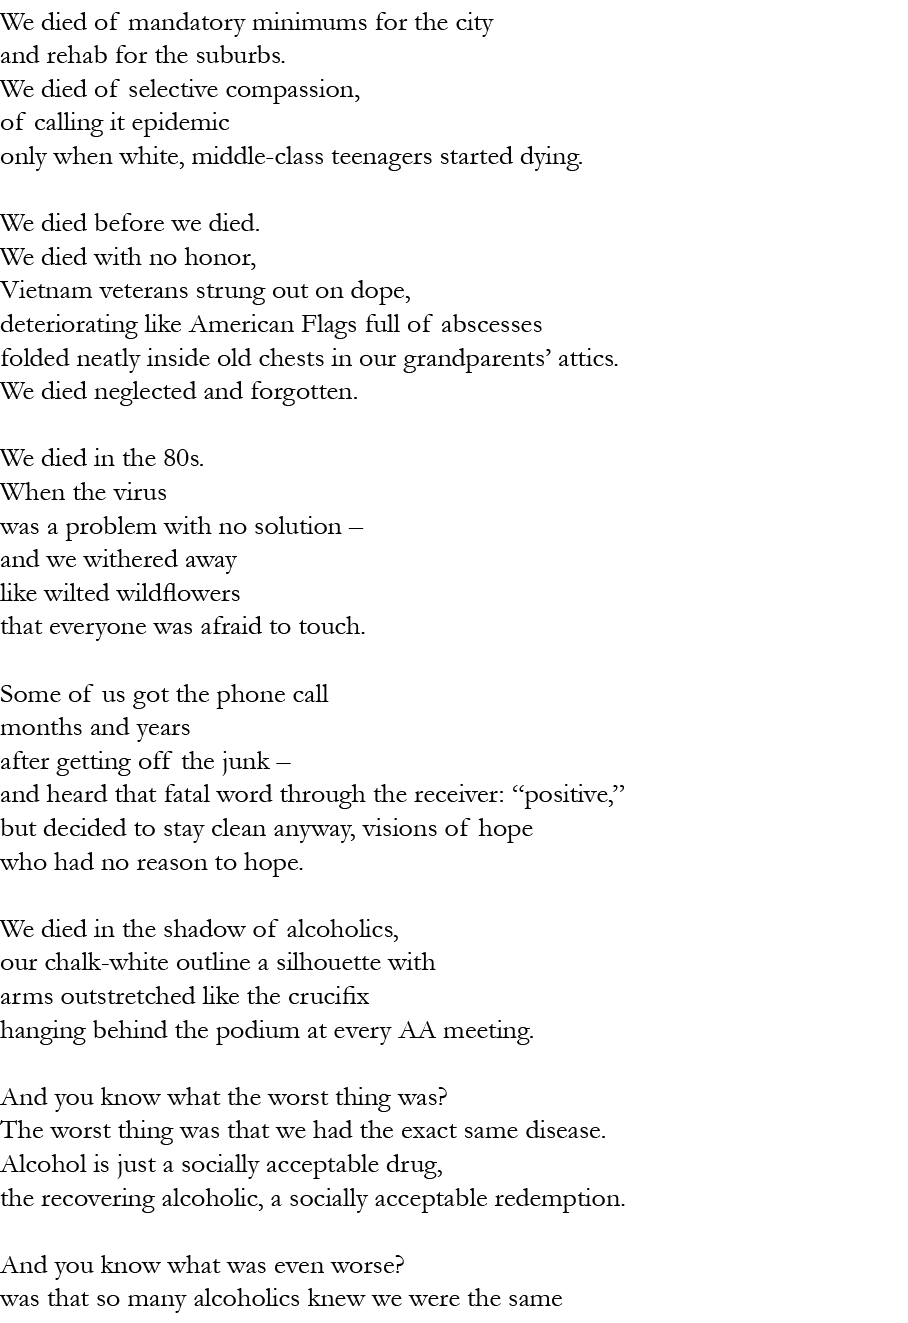 We died of mandatory minimums for the city
and rehab for the suburbs.
We died of selective compassion,
of calling it epidemic
only when white, middle-class teenagers started dying.

We died before we died.
We died with no honor,
Vietnam veterans strung out on dope,
deteriorating like American Flags full of abscesses
folded neatly inside old chests in our grandparents’ attics.
We died neglected and forgotten.

We died in the 80s.
When the virus
was a problem with no solution –
and we withered away
like wilted wildflowers
that everyone was afraid to touch.

Some of us got the phone call
months and years
after getting off the junk –
and heard that fatal word through the receiver: “positive,”
but decided to stay clean anyway, visions of hope
who had no reason to hope.

We died in the shadow of alcoholics,
our chalk-white outline a silhouette with
arms outstretched like the crucifix
hanging behind the podium at every AA meeting.

And you know what the worst thing was?
The worst thing was that we had the exact same disease.
Alcohol is just a socially acceptable drug,
the recovering alcoholic, a socially acceptable redemption.

And you know what was even worse?
was that so many alcoholics knew we were the same